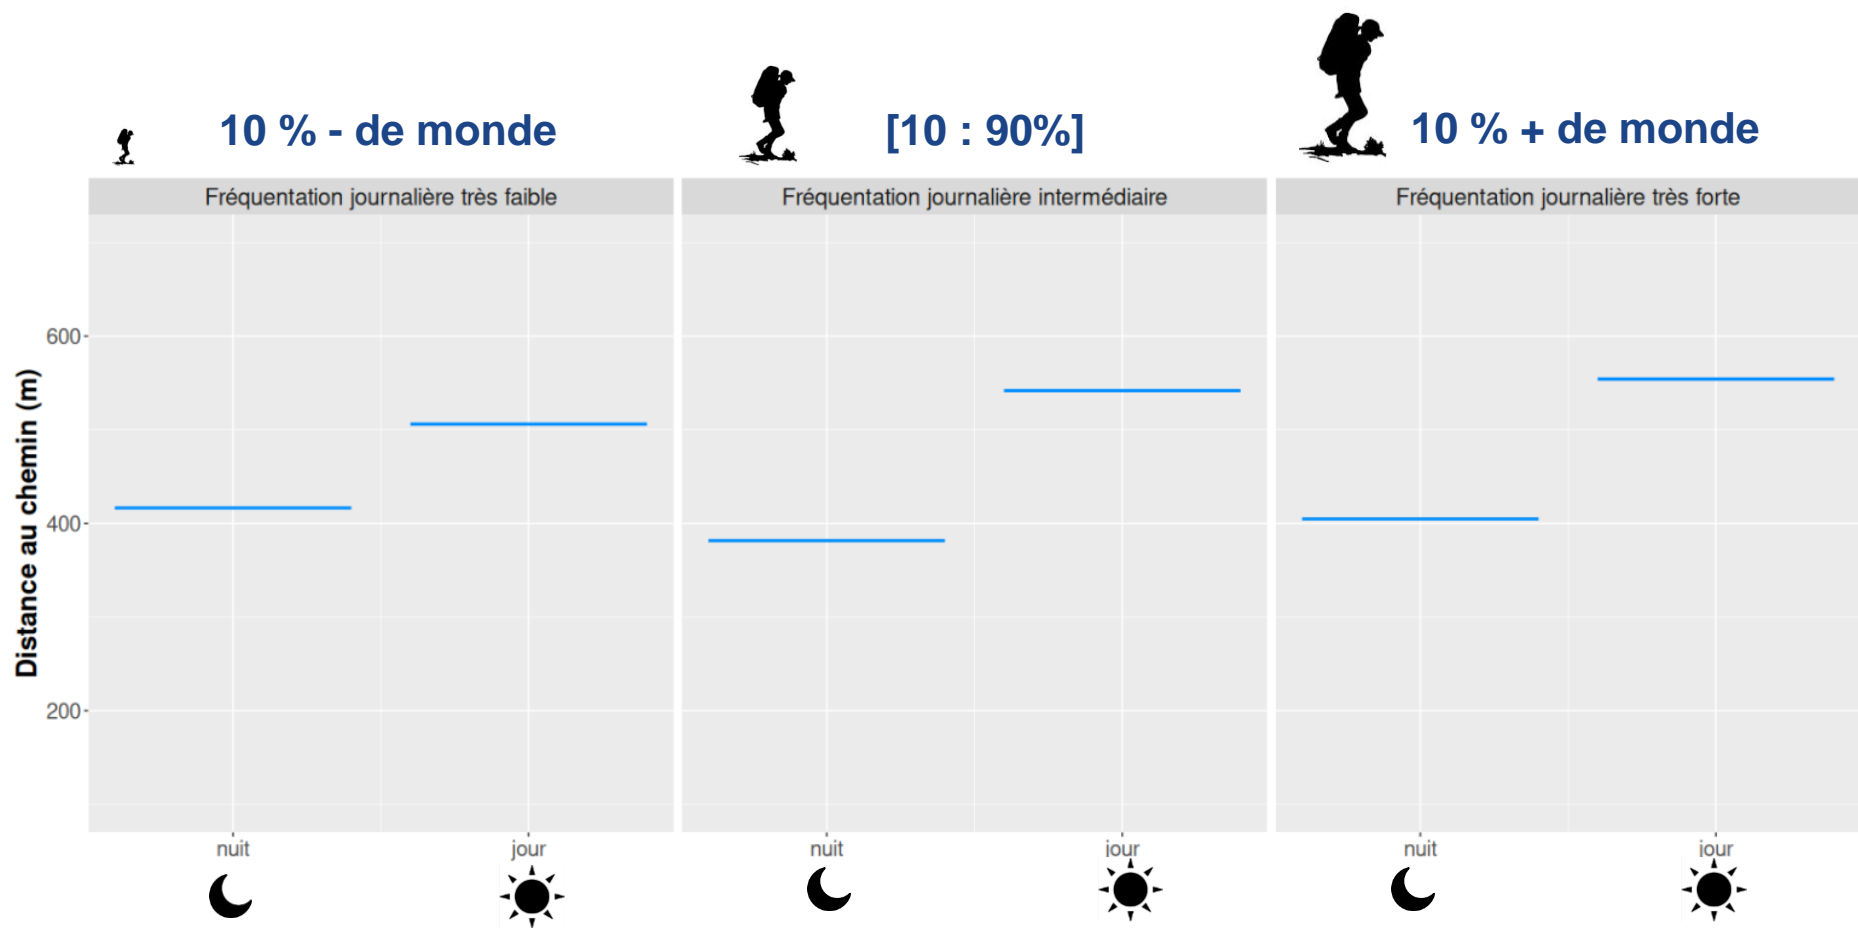 10 % - de monde
[10 : 90%]
10 % + de monde
Fréquentation journalière très faible
Fréquentation journalière intermédiaire
Fréquentation journalière très forte
Distance au chemin (m)
600
400
200
nuit
jour
nuit
jour
nuit
jour